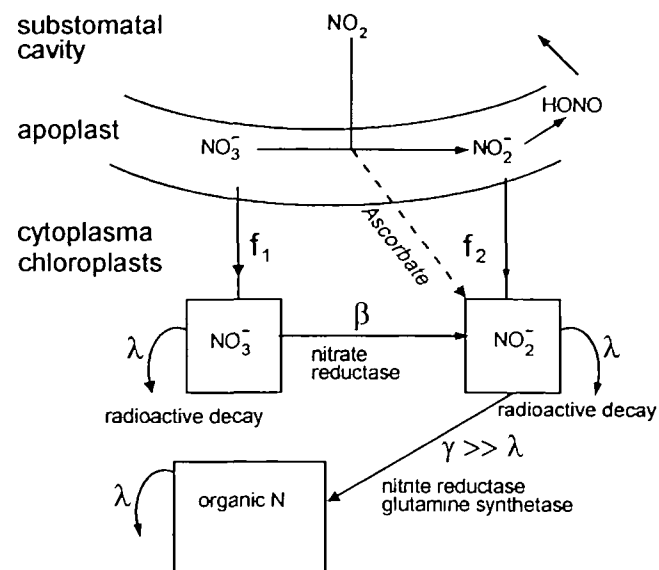 substomatal
cavity
NO₂
HONO
apoplast
NO₃⁻
NO₂⁻
Ascorbate
cytoplasma
chloroplasts
f₁
f₂
λ
NO₃⁻
β
nitrate
reductase
NO₂⁻
λ
radioactive decay
radioactive decay
γ >> λ
λ
organic N
nitrite reductase
glutamine synthetase